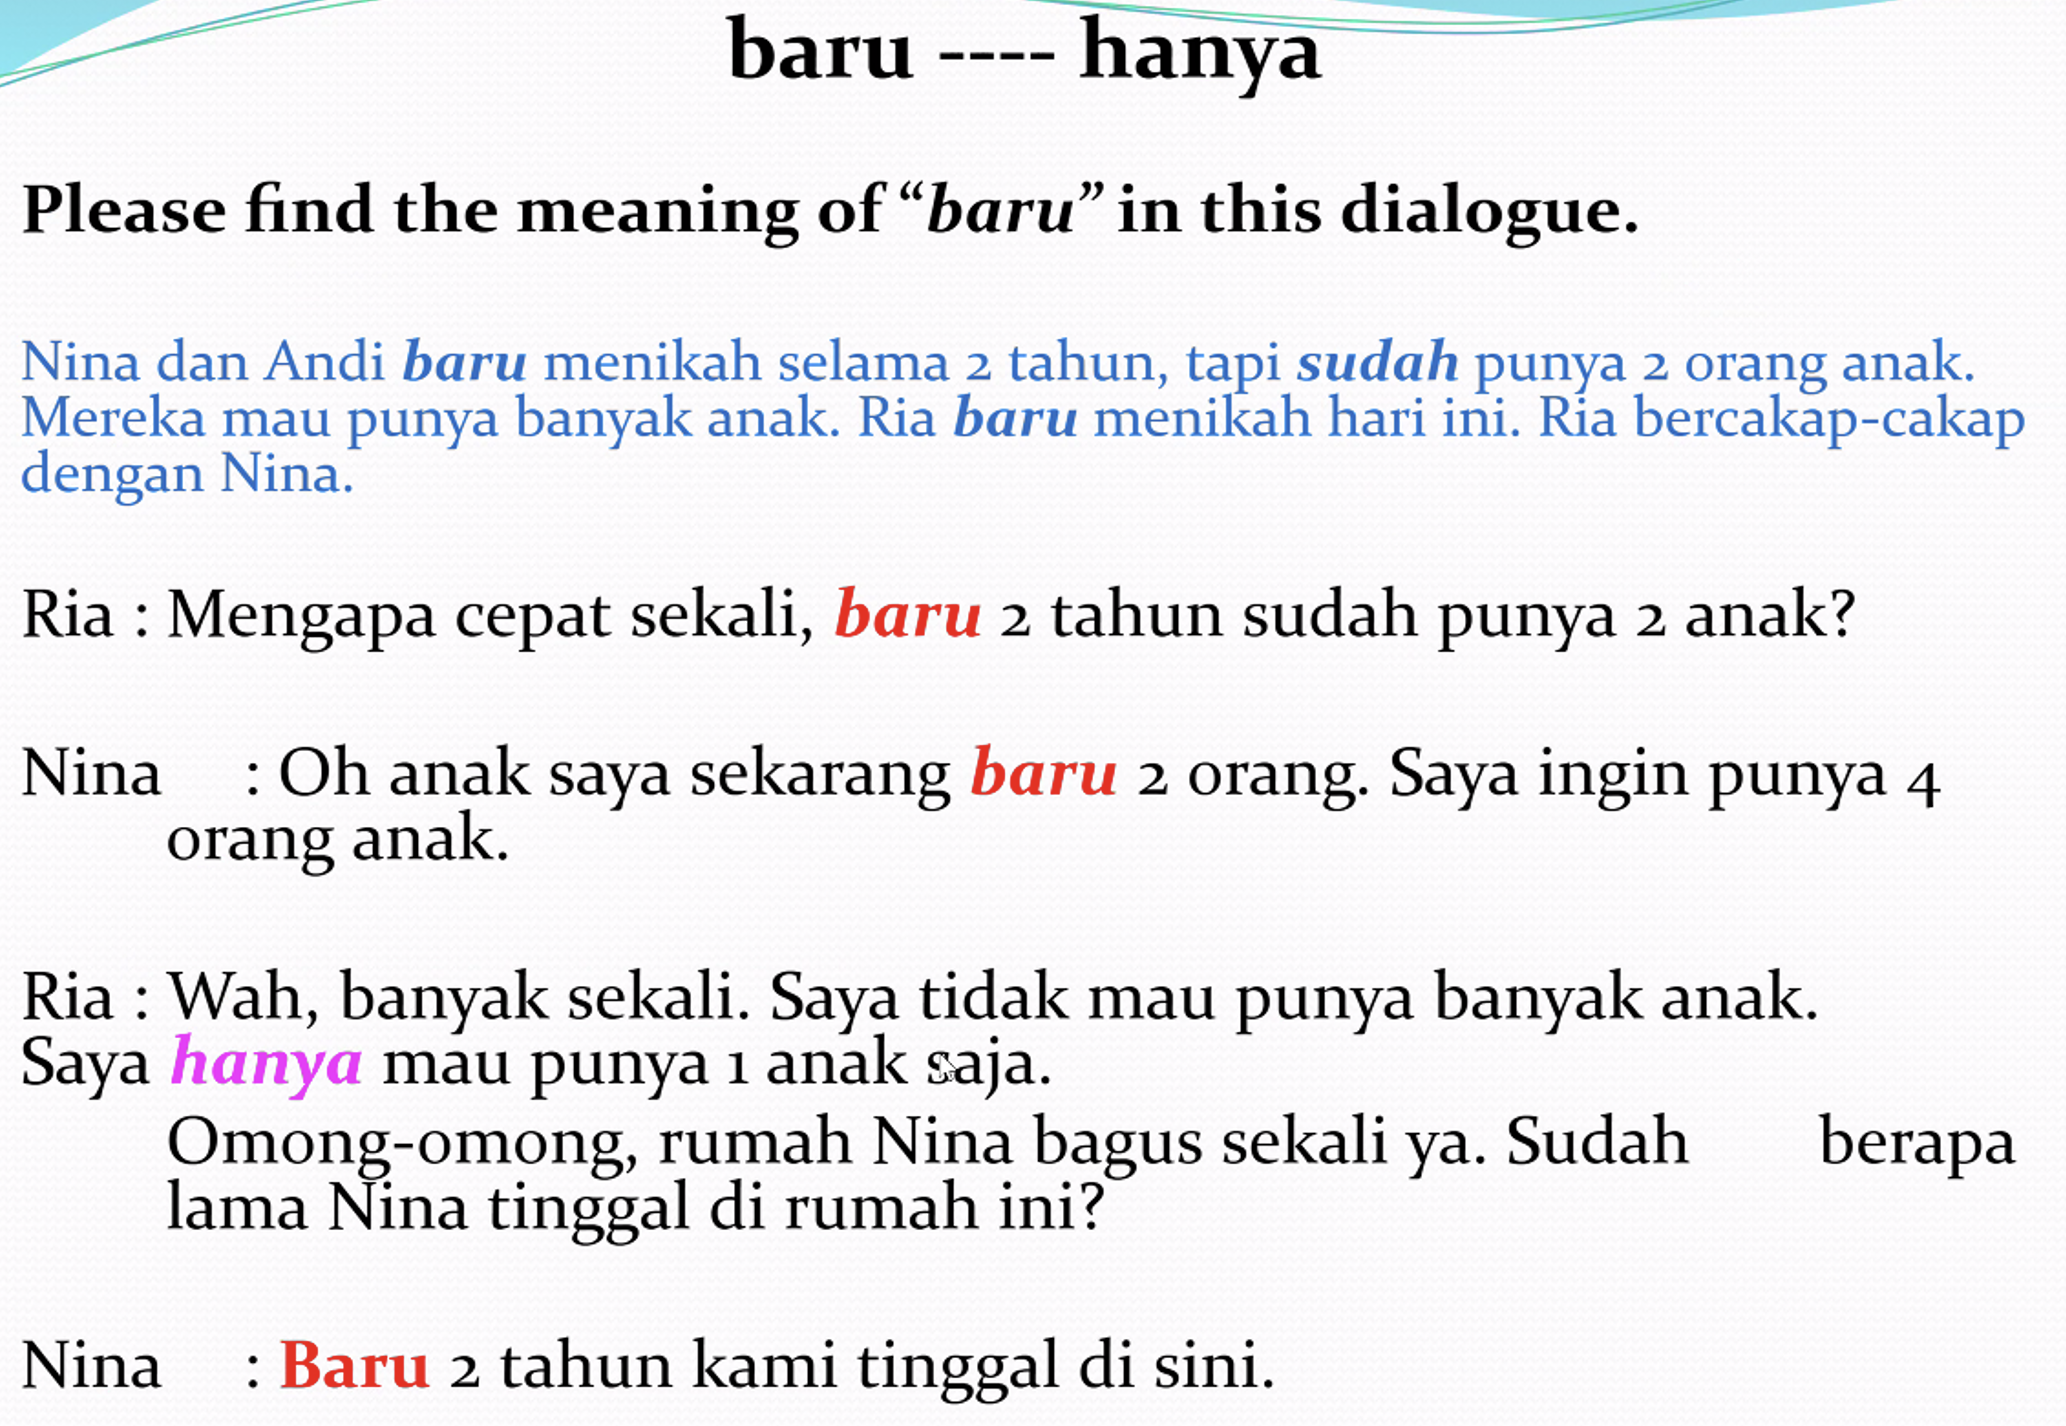 baru ---- hanya
Please find the meaning of “baru” in this dialogue.
Nina dan Andi baru menikah selama 2 tahun, tapi sudah punya 2 orang anak.
Mereka mau punya banyak anak. Ria baru menikah hari ini. Ria bercakap-cakap
dengan Nina.
Ria : Mengapa cepat sekali, baru 2 tahun sudah punya 2 anak?
Nina : Oh anak saya sekarang baru 2 orang. Saya ingin punya 4
orang anak.
Ria : Wah, banyak sekali. Saya tidak mau punya banyak anak.
Saya hanya mau punya 1 anak saja.
Omong-omong, rumah Nina bagus sekali ya. Sudah berapa
lama Nina tinggal di rumah ini?
Nina : Baru 2 tahun kami tinggal di sini.